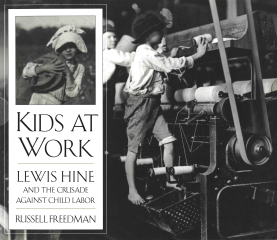 KIDS AT
WORK
LEWIS HINE
AND THE CRUSADE
AGAINST CHILD LABOR
RUSSELL FREEDMAN